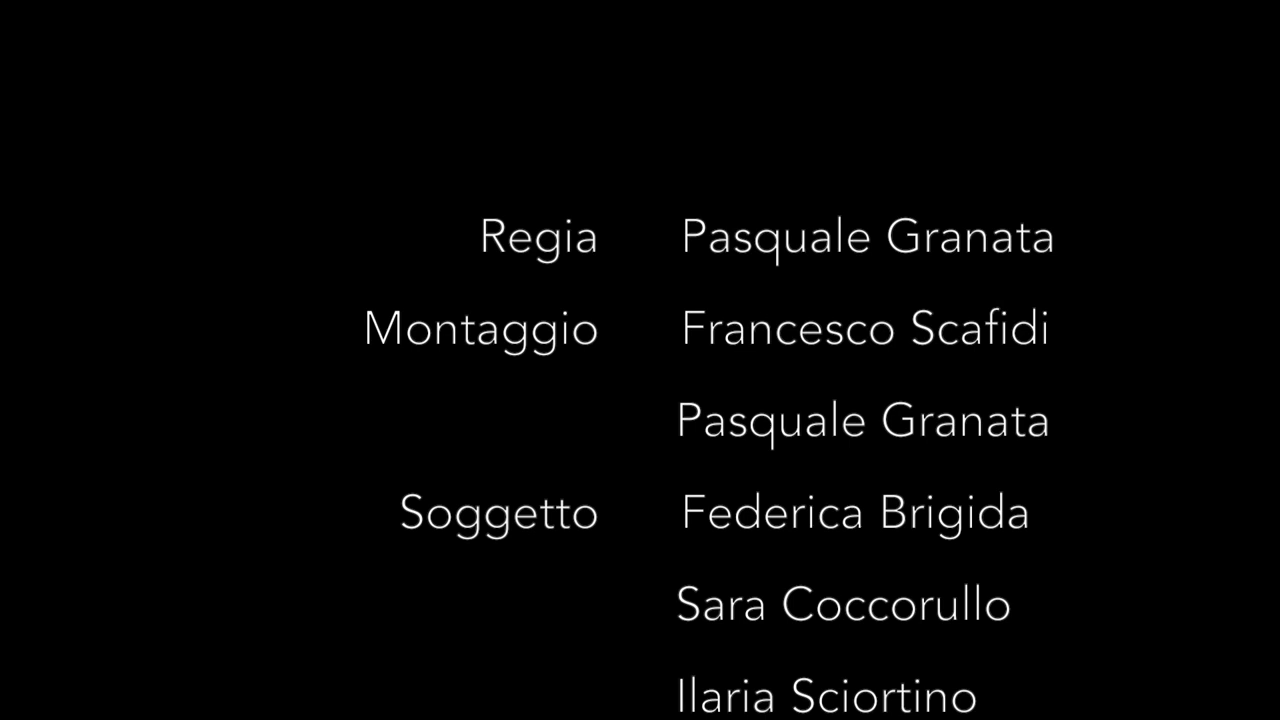 Regia Pasquale Granata
Montaggio Francesco Scafidi
Pasquale Granata
Soggetto Federica Brigida
Sara Coccorullo
Ilaria Sciortino